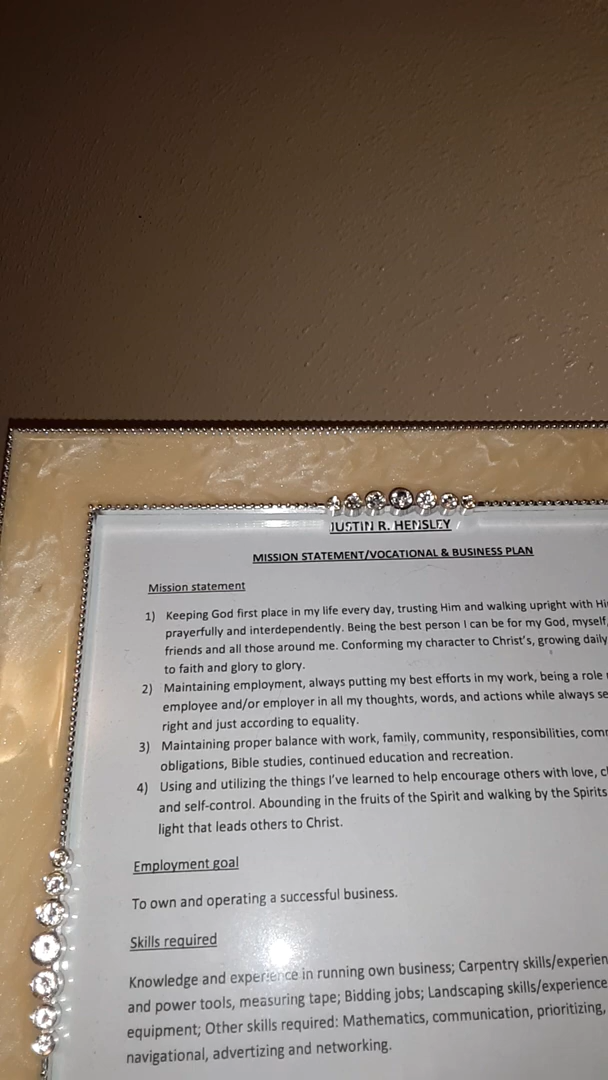 JUSTIN R. HENSLEY
MISSION STATEMENT/VOCATIONAL & BUSINESS PLAN
Mission statement
1) Keeping God first place in my life every day, trusting Him and walking upright with
prayerfully and interdependently. Being the best person I can be for my God, myself,
friends and all those around me. Conforming my character to Christ's, growing daily
to faith and glory to glory.
2) Maintaining employment, always putting my best efforts in my work, being a role
employee and/or employer in all my thoughts, words, and actions while always
right and just according to equality.
3) Maintaining proper balance with work, family, community, responsibilities,
obligations, Bible studies, continued education and recreation.
4) Using and utilizing the things I've learned to help encourage others with love,
and self-control. Abounding in the fruits of the Spirit and walking by the Spirits
light that leads others to Christ.
Employment goal
To own and operating a successful business.
Skills required
Knowledge and experience in running own business; Carpentry
and power tools, measuring tape; Bidding jobs; Landscaping skills/experience
equipment; Other skills required: Mathematics, communication, prioritizing,
navigational, advertizing and networking.